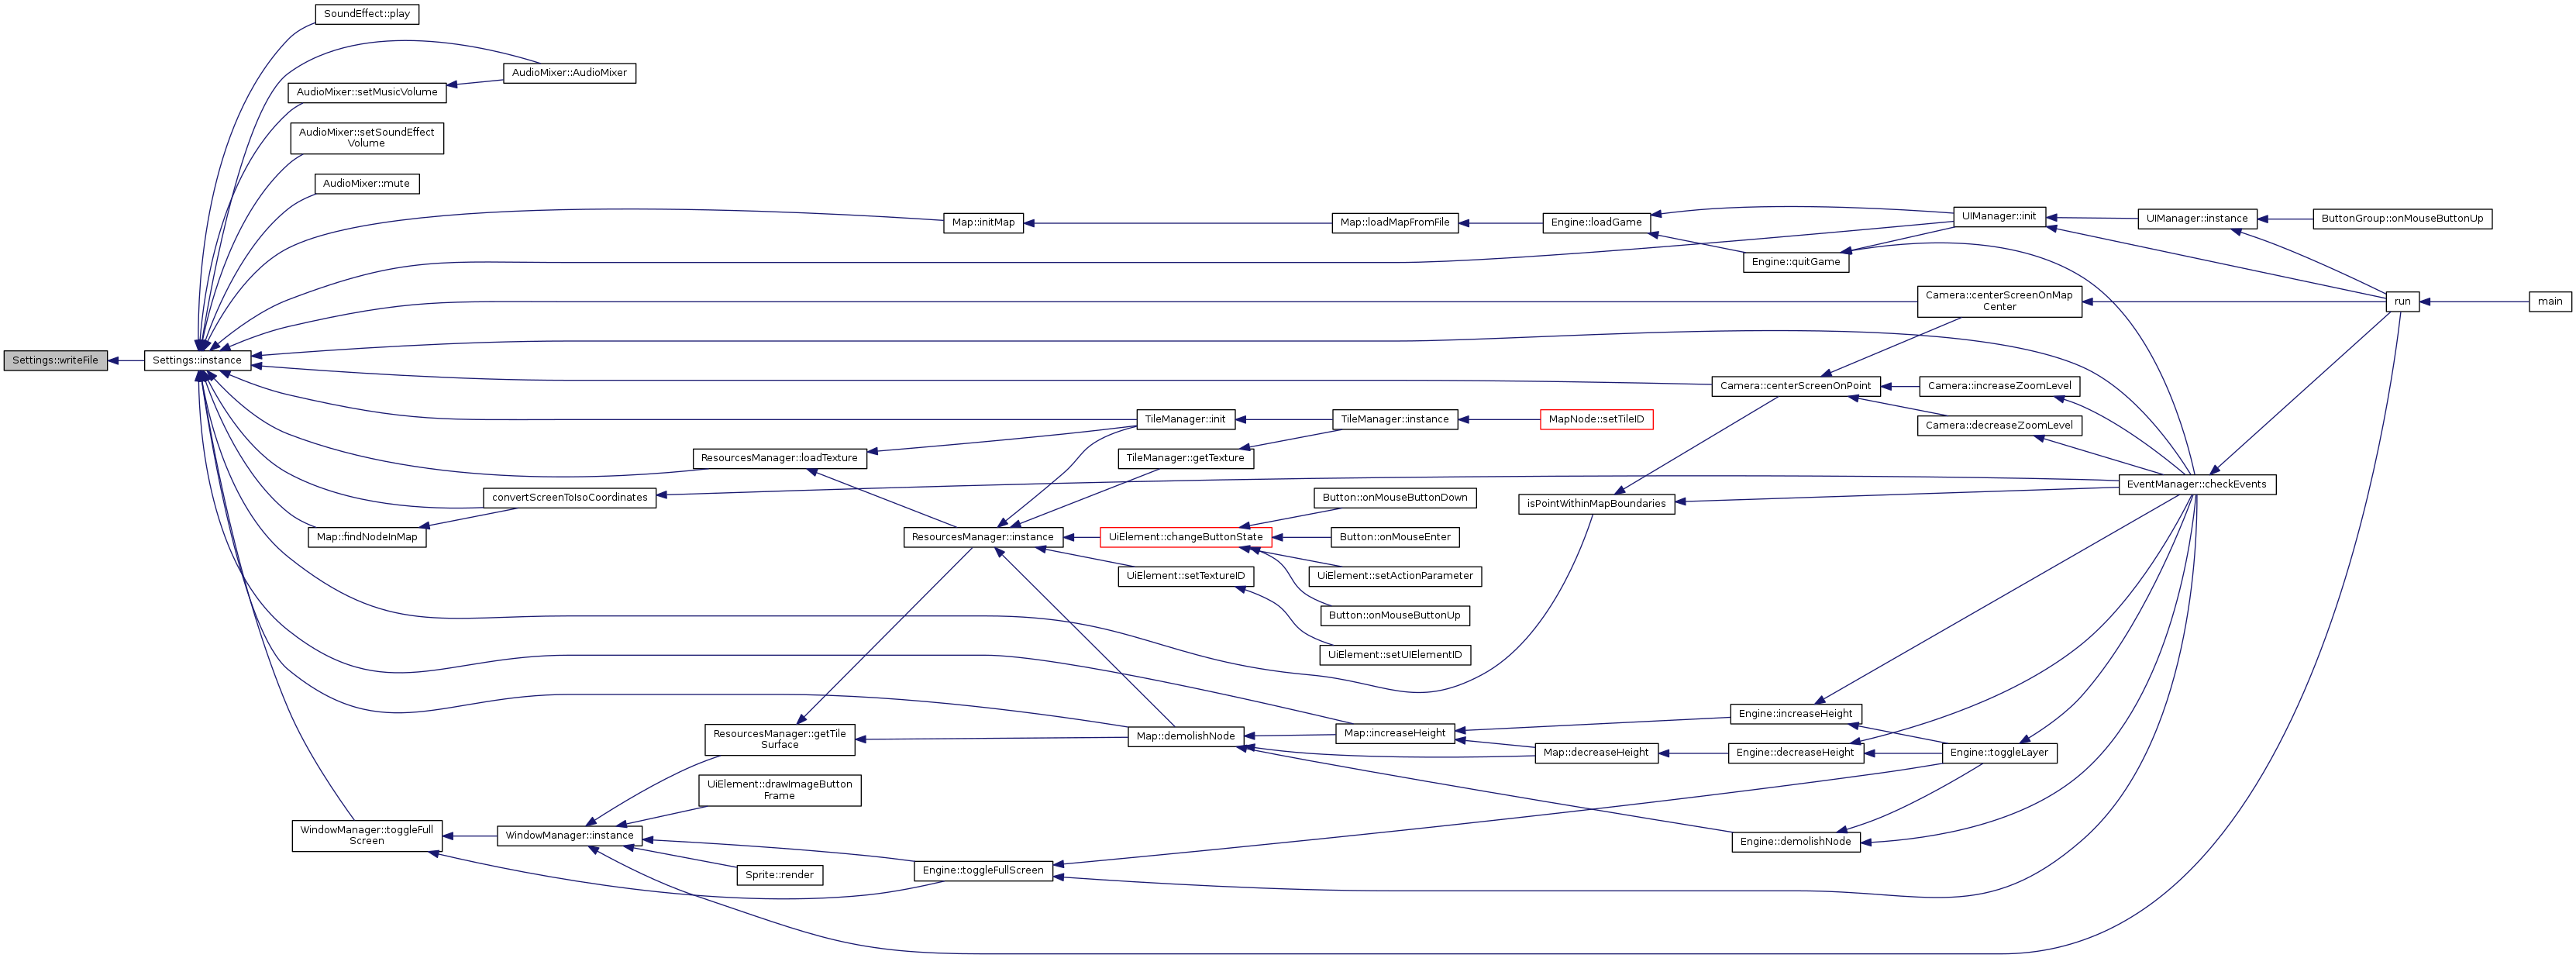 SoundEffect::play
AudioMixer::AudioMixer
AudioMixer::setMusicVolume
AudioMixer::setSoundEffect
Volume
AudioMixer::mute
Map::initMap
Map::loadMapFromFile
Engine::loadGame
UIManager::init
UIManager::instance
ButtonGroup::onMouseButtonUp
Engine::quitGame
Camera::centerScreenOnMap
Center
run
main
Settings::writeFile
Settings::instance
Camera::centerScreenOnPoint
Camera::increaseZoomLevel
TileManager::init
TileManager::instance
MapNode::setTileID
Camera::decreaseZoomLevel
ResourcesManager::loadTexture
TileManager::getTexture
EventManager::checkEvents
convertScreenToIsoCoordinates
Button::onMouseButtonDown
isPointWithinMapBoundaries
Map::findNodeInMap
ResourcesManager::instance
UiElement::changeButtonState
Button::onMouseEnter
UiElement::setTextureID
UiElement::setActionParameter
Button::onMouseButtonUp
UiElement::setUIElementID
Engine::increaseHeight
ResourcesManager::getTile
Surface
Map::demolishNode
Map::increaseHeight
Map::decreaseHeight
Engine::decreaseHeight
Engine::toggleLayer
UiElement::drawImageButton
Frame
WindowManager::toggleFull
Screen
WindowManager::instance
Engine::demolishNode
Engine::toggleFullScreen
Sprite::render